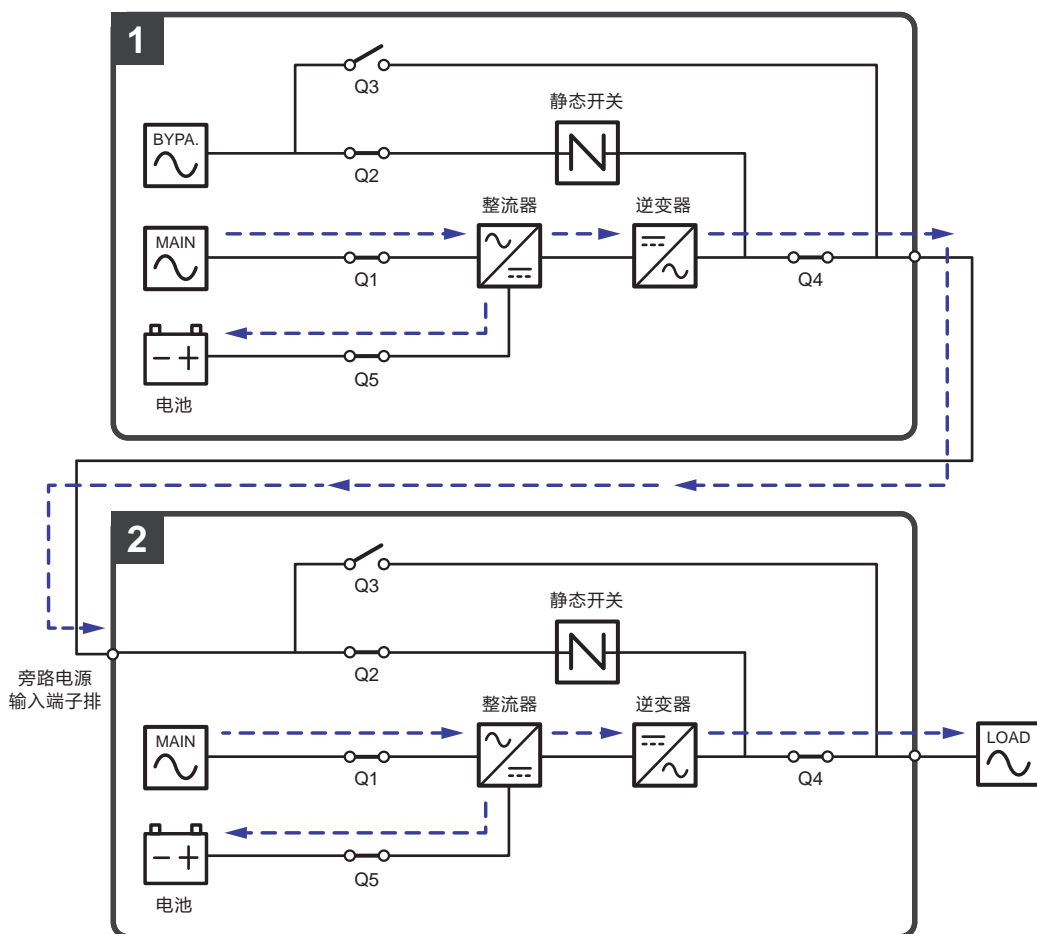 1
Q3
静态开关
BYPA.
Q2
整流器
逆变器
MAIN
Q1
Q4
Q5
电池
2
Q3
静态开关
Q2
旁路电源
输入端子排
整流器
逆变器
MAIN
LOAD
Q1
Q4
Q5
电池